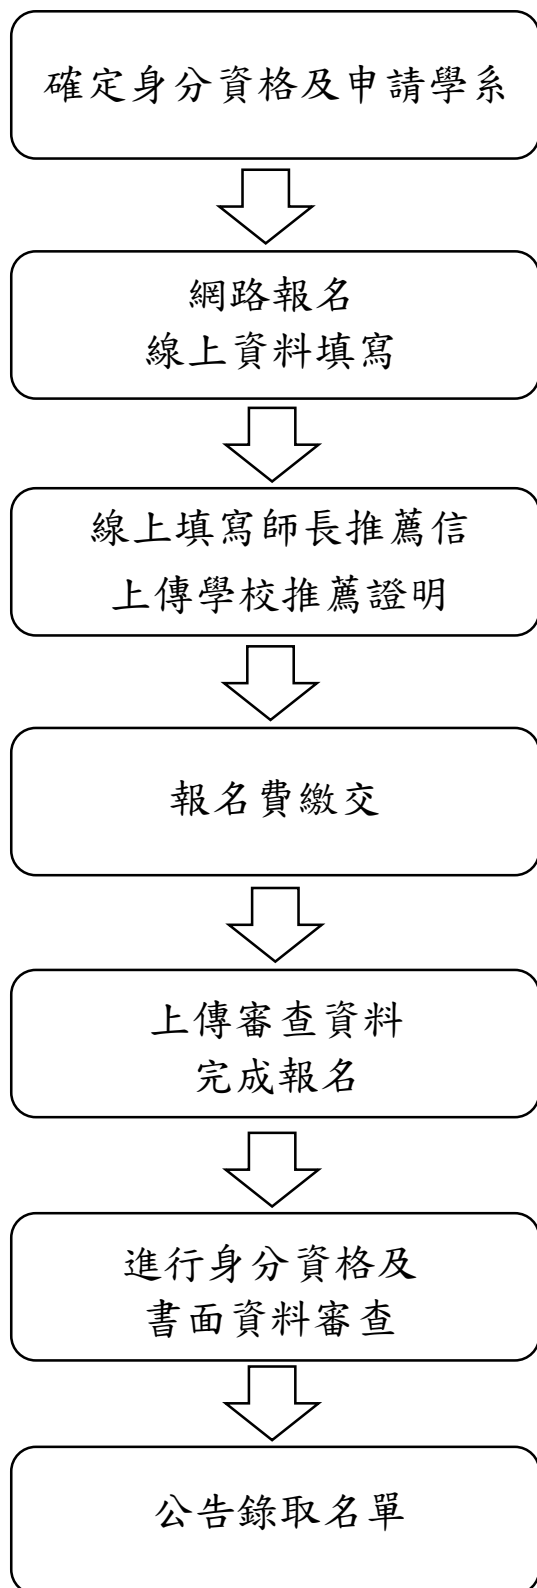 確定身分資格及申請學系
網路報名
線上資料填寫
線上填寫師長推薦信
上傳學校推薦證明
報名費繳交
上傳審查資料
完成報名
進行身分資格及
書面資料審查
公告錄取名單